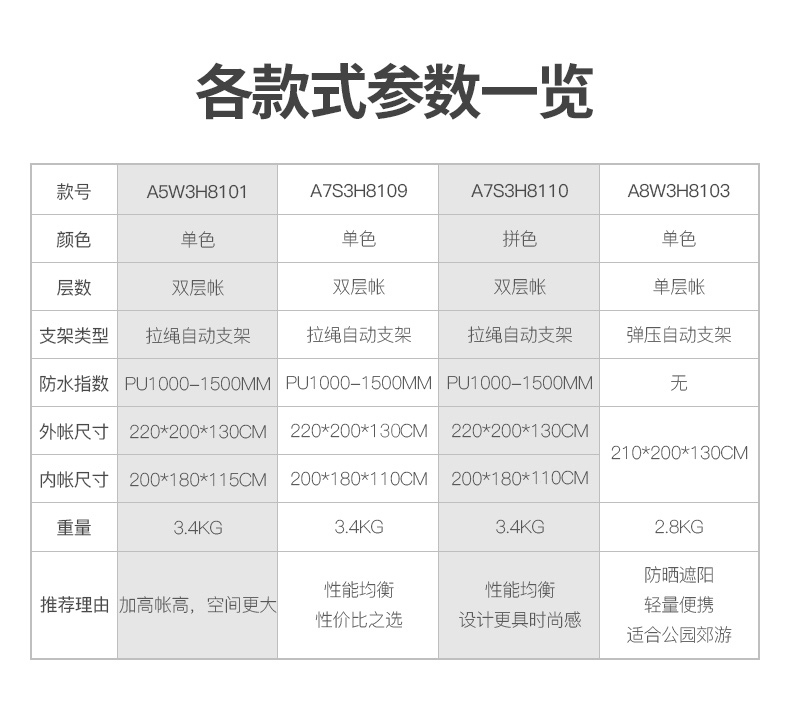 各款式参数一览
款号 A5W3H8101 A7S3H8109 A7S3H8110 A8W3H8103
颜色 单色 单色 拼色 单色
层数 双层帐 双层帐 双层帐 单层帐
支架类型 拉绳自动支架 拉绳自动支架 拉绳自动支架 弹压自动支架
防水指数 PU1000-1500MM PU1000-1500MM PU1000-1500MM 无
外帐尺寸 220*200*130CM 220*200*130CM 220*200*130CM 210*200*130CM
内帐尺寸 200*180*115CM 200*180*110CM 200*180*110CM
重量 3.4KG 3.4KG 3.4KG 2.8KG
推荐理由 加高帐高，空间更大
性能均衡
性价比之选
性能均衡
设计更具时尚感
防晒遮阳
轻量便携
适合公园郊游